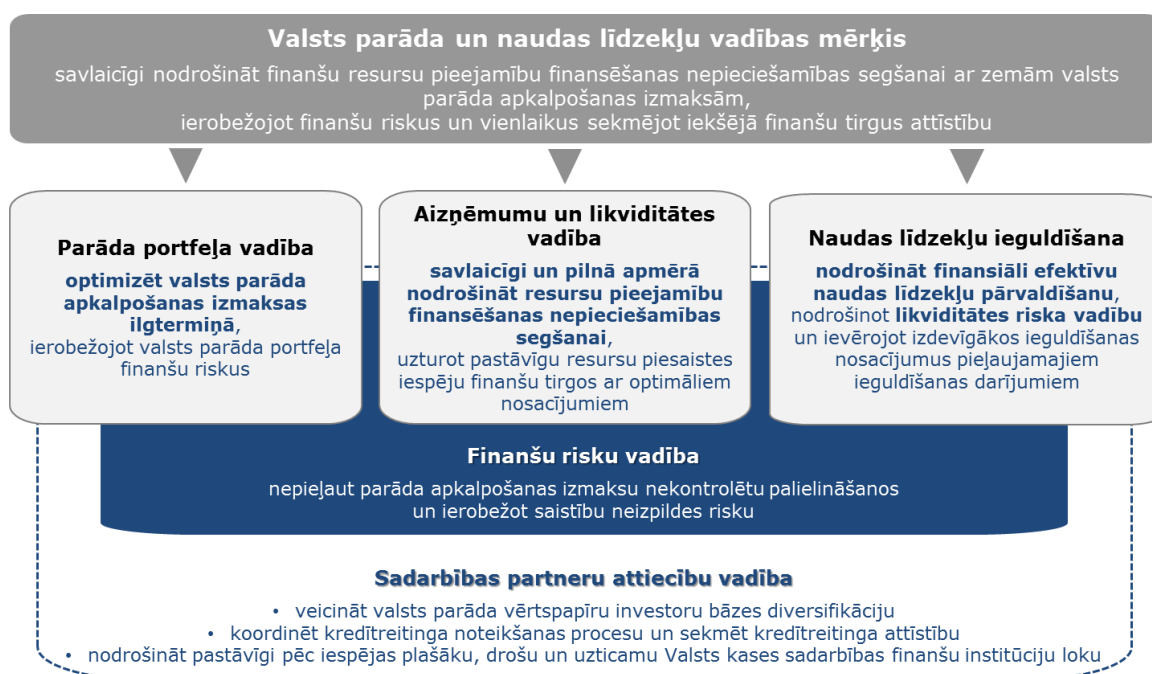 Valsts parāda un naudas līdzekļu vadības mērķis
savlaicīgi nodrošināt finanšu resursu pieejamību finansēšanas nepieciešamības segšanai ar zemām valsts
parāda apkalpošanas izmaksām,
ierobežojot finanšu riskus un vienlaikus sekmējot iekšējā finanšu tirgus attīstību
Parāda portfeļa vadība
optimizēt valsts parāda
apkalpošanas izmaksas
ilgtermiņā,
ierobežojot valsts parāda portfeļa
finanšu riskus
Aizņēmumu un likviditātes
vadība
savlaicīgi un pilnā apmērā
nodrošināt resursu pieejamību
finansēšanas nepieciešamības
segšanai,
uzturot pastāvīgu resursu piesaistes
iespēju finanšu tirgos ar optimāliem
nosacījumiem
Naudas līdzekļu ieguldīšana
nodrošināt finansiāli efektīvu
naudas līdzekļu pārvaldīšanu,
nodrošinot likviditātes riska vadību
un ievērojot izdevīgākos ieguldīšanas
nosacījumus pieļaujamajiem
ieguldīšanas darījumiem
Finanšu risku vadība
nepieļaut parāda apkalpošanas izmaksu nekontrolētu palielināšanos
un ierobežot saistību neizpildes risku
Sadarbības partneru attiecību vadība
• veicināt valsts parāda vērtspapīru investoru bāzes diversifikāciju
• koordinēt kredītreitinga noteikšanas procesu un sekmēt kredītreitinga attīstību
• nodrošināt pastāvīgi pēc iespējas plašāku, drošu un uzticamu Valsts kases sadarbības finanšu institūciju loku